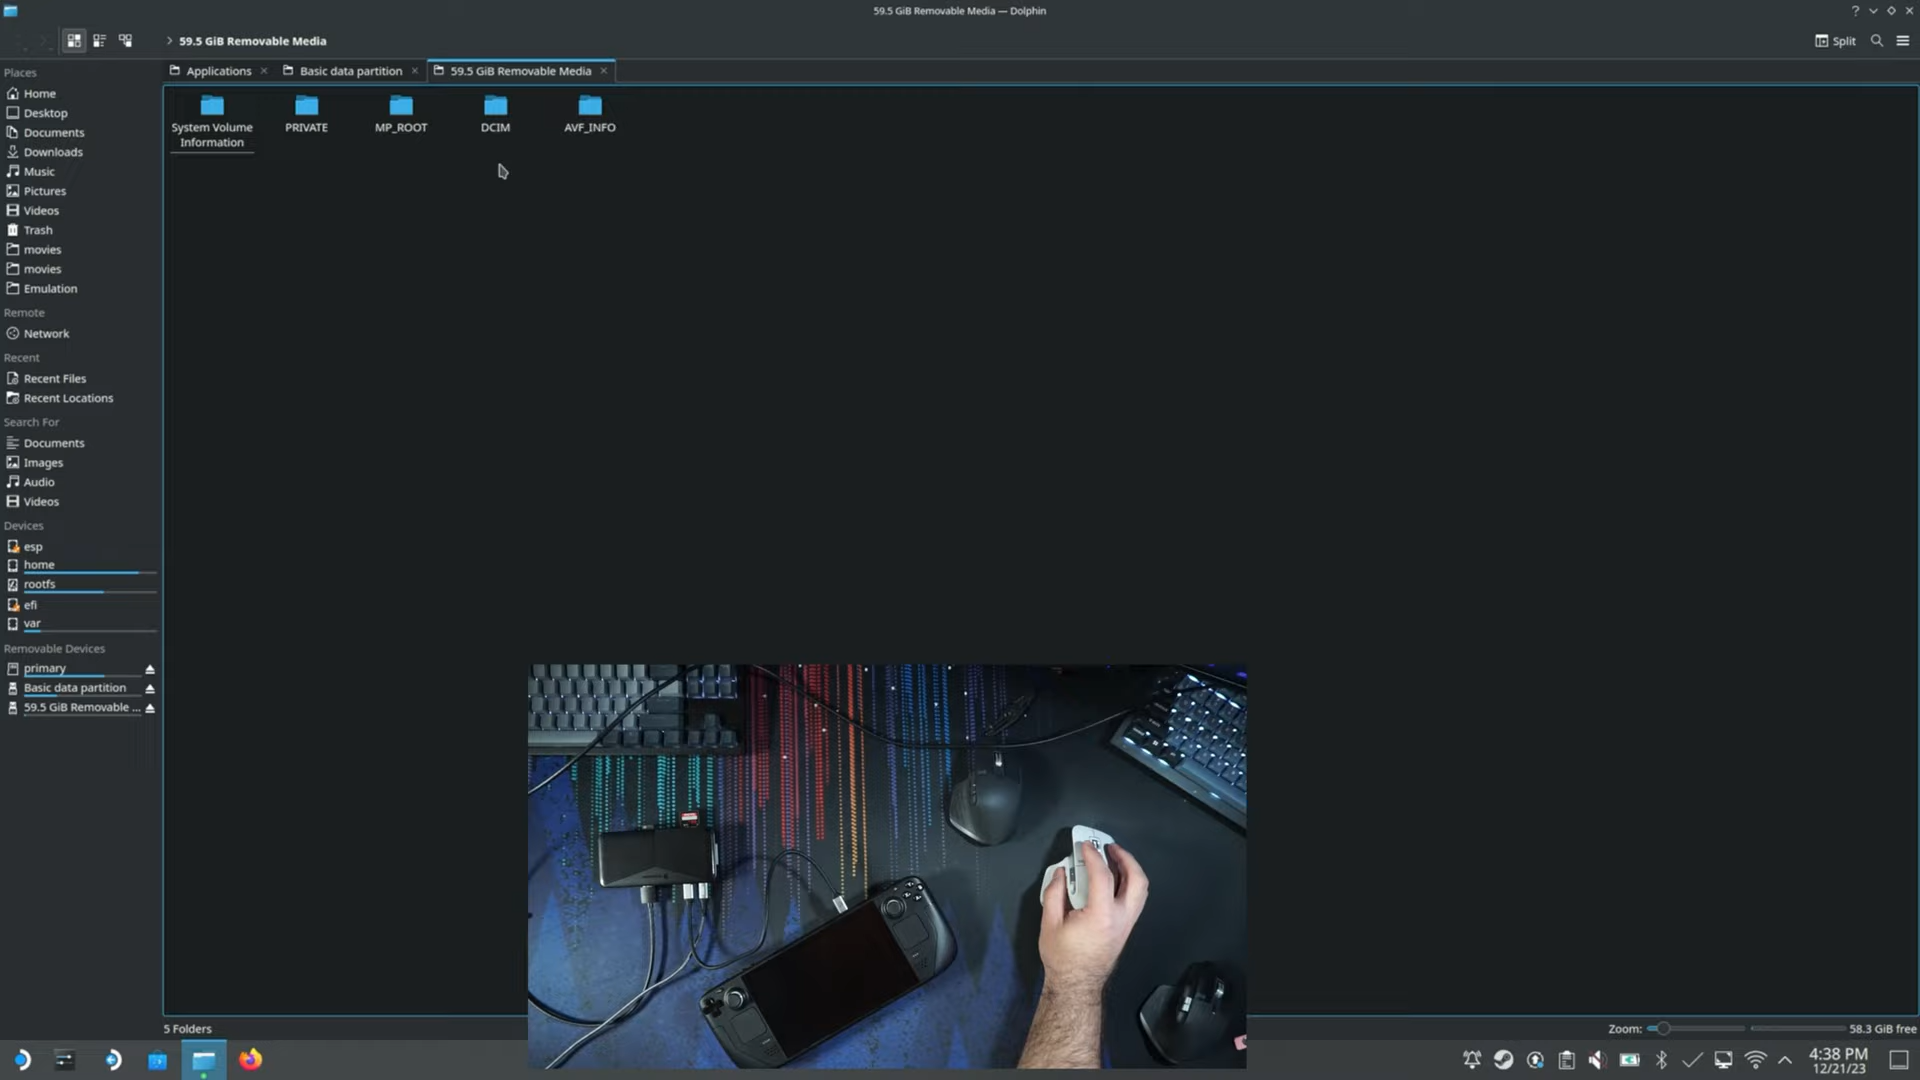 59.5 GiB Removable Media — Dolphin
59.5 GiB Removable Media
Split
Places
Home
Desktop
Documents
Downloads
Music
Pictures
Videos
Trash
movies
movies
Emulation
Remote
Network
Recent
Recent Files
Recent Locations
Search For
Documents
Images
Audio
Videos
Devices
esp
home
rootfs
efi
var
Removable Devices
primary
Basic data partition
59.5 GiB Removable ...
Applications
Basic data partition
59.5 GiB Removable Media
System Volume
Information
PRIVATE
MP_ROOT
DCIM
AVF_INFO
5 Folders
Zoom:
58.3 GiB free
4:38 PM
12/21/23